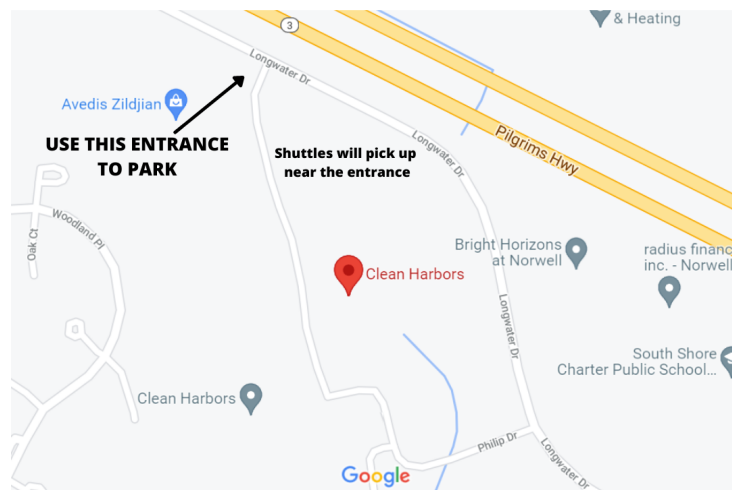 & Heating
3
Longwater Dr
Avedis Zildjian
USE THIS ENTRANCE
TO PARK
Shuttles will pick up
near the entrance
Longwater Dr
Pilgrims Hwy
Woodland Pl
Oak Ct
Bright Horizons
at Norwell
radius financ
inc. - Norwell
Clean Harbors
Longwater Dr
South Shore
Charter Public School...
Clean Harbors
Philip Dr
Longwater Dr
Google